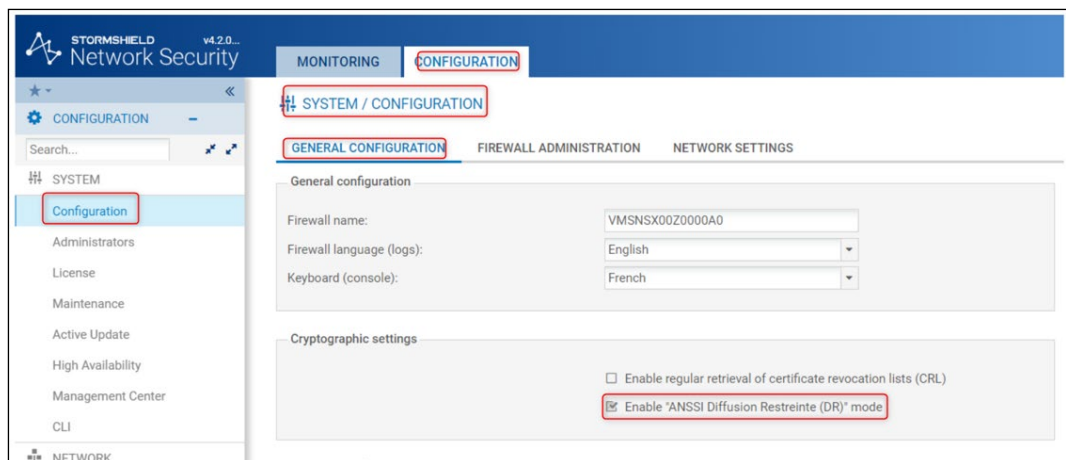 STORMSHIELD v4.2.0...
Network Security
MONITORING CONFIGURATION
CONFIGURATION
Search...
SYSTEM
Configuration
Administrators
License
Maintenance
Active Update
High Availability
Management Center
CLI
NETWORK
SYSTEM / CONFIGURATION
GENERAL CONFIGURATION FIREWALL ADMINISTRATION NETWORK SETTINGS
General configuration
Firewall name: VMSNSX00Z0000A0
Firewall language (logs): English
Keyboard (console): French
Cryptographic settings
Enable regular retrieval of certificate revocation lists (CRL)
Enable "ANSSI Diffusion Restreinte (DR)" mode